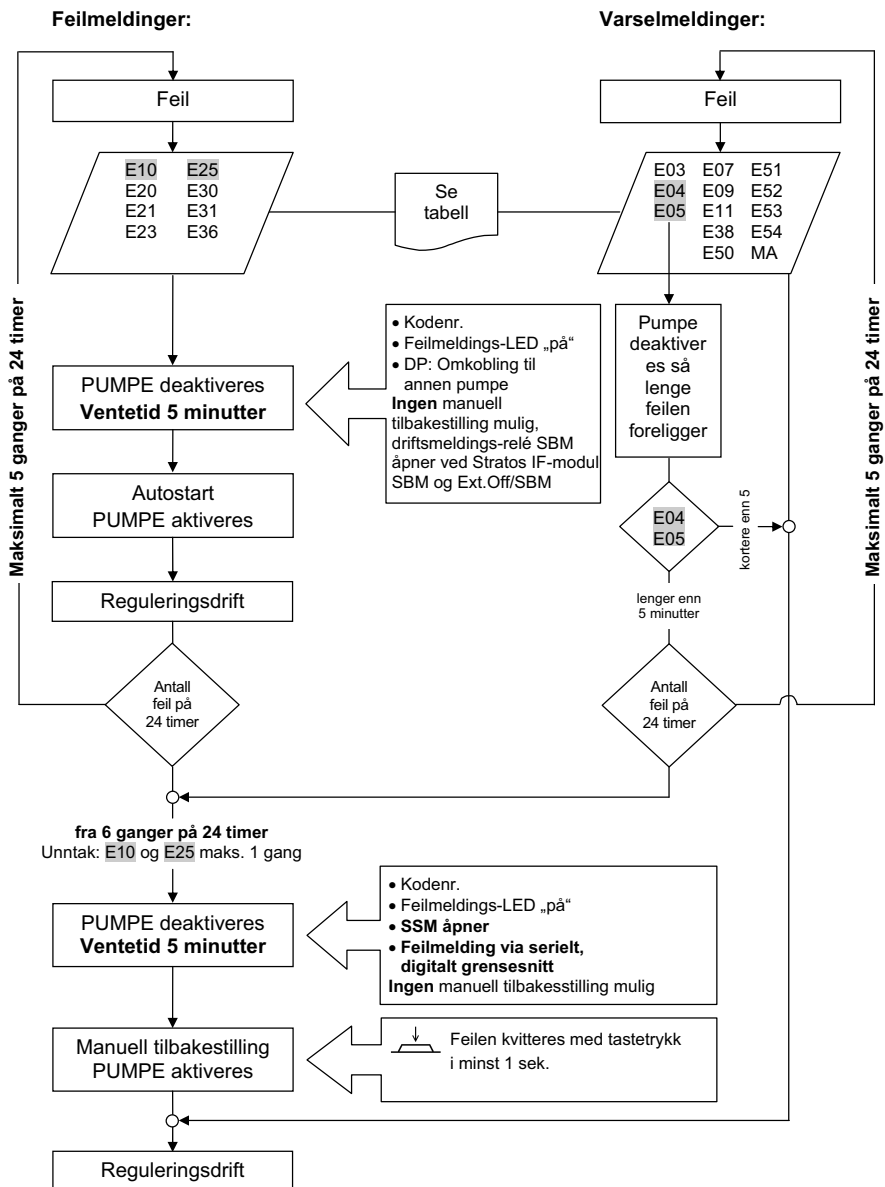 Feilmeldinger:
Varselmeldinger:
Feil
Feil
E10 E25
E20 E30
E21 E31
E23 E36
Se
tabell
E03 E07 E51
E04 E09 E52
E05 E11 E53
E38 E54
E50 MA
Maksimalt 5 ganger på 24 timer
Maksimalt 5 ganger på 24 timer
PUMPE deaktiveres
Ventetid 5 minutter
• Kodenr.
• Feilmeldings-LED „på“
• DP: Omkobling til
annen pumpe
Ingen manuell
tilbakestilling mulig,
driftsmeldings-relé SBM
åpner ved Stratos IF-modul
SBM og Ext.Off/SBM
Pumpe
deaktiver
es så
lenge
feilen
foreligger
Autostart
PUMPE aktiveres
E04
E05
kortere enn 5
lenger enn
5 minutter
Reguleringsdrift
Antall
feil på
24 timer
Antall
feil på
24 timer
fra 6 ganger på 24 timer
Unntak: E10 og E25 maks. 1 gang
PUMPE deaktiveres
Ventetid 5 minutter
• Kodenr.
• Feilmeldings-LED „på“
• SSM åpner
• Feilmelding via serielt,
digitalt grensesnitt
Ingen manuell tilbakesstilling mulig
Manuell tilbakestilling
PUMPE aktiveres
Feilen kvitteres med tastetrykk
i minst 1 sek.
Reguleringsdrift